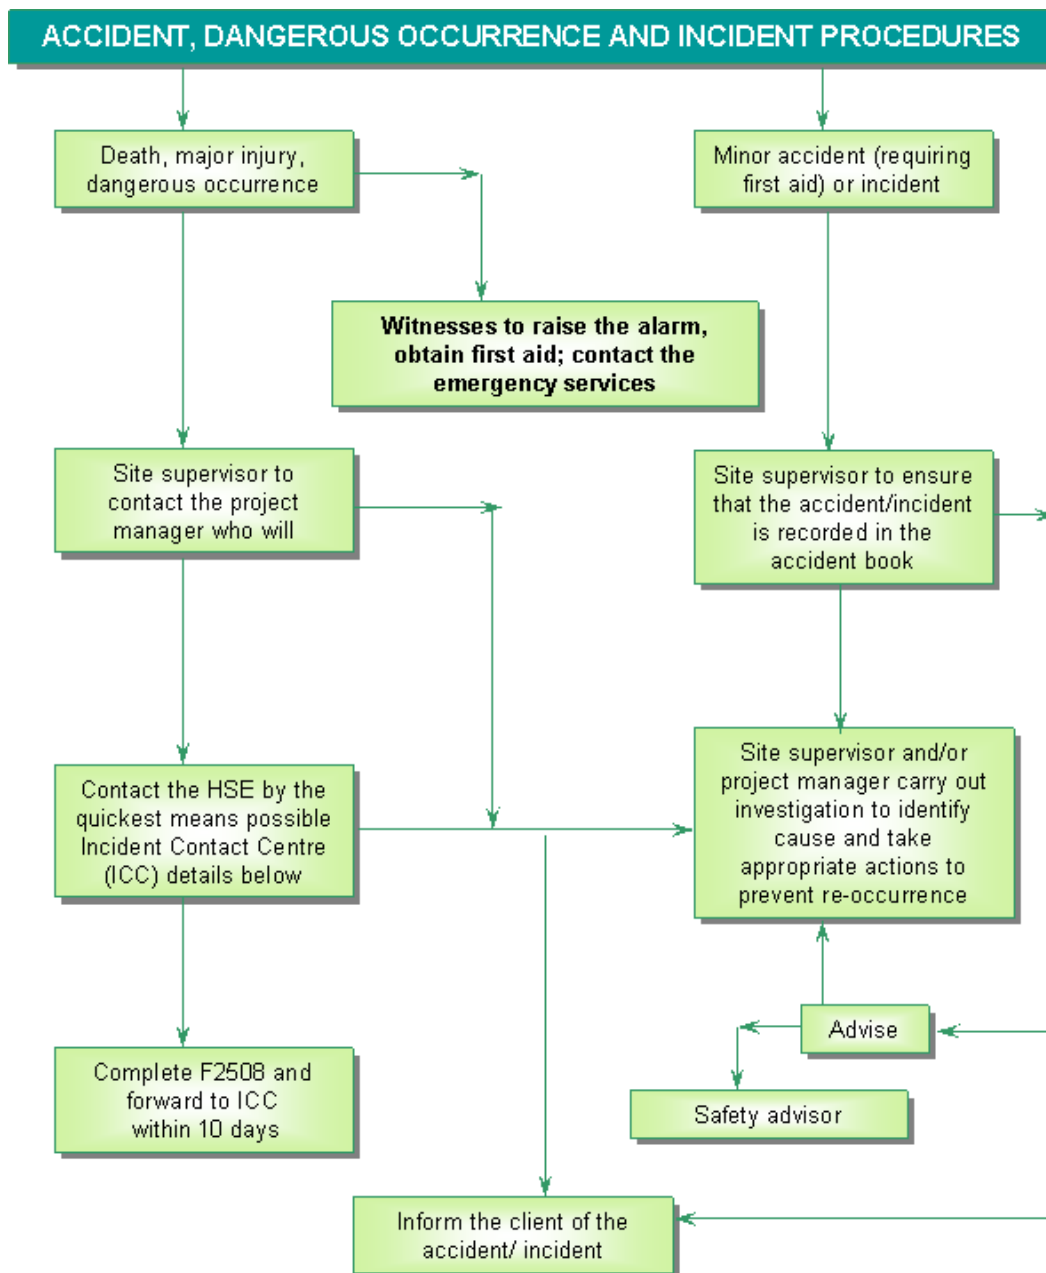 ACCIDENT, DANGEROUS OCCURRENCE AND INCIDENT PROCEDURES
Death, major injury,
dangerous occurrence
Minor accident (requiring
first aid) or incident
Witnesses to raise the alarm,
obtain first aid; contact the
emergency services
Site supervisor to
contact the project
manager who will
Site supervisor to ensure
that the accident/incident
is recorded in the
accident book
Contact the HSE by the
quickest means possible
Incident Contact Centre
(ICC) details below
Site supervisor and/or
project manager carry out
investigation to identify
cause and take
appropriate actions to
prevent re-occurrence
Advise
Complete F2508 and
forward to ICC
within 10 days
Safety advisor
Inform the client of the
accident/ incident